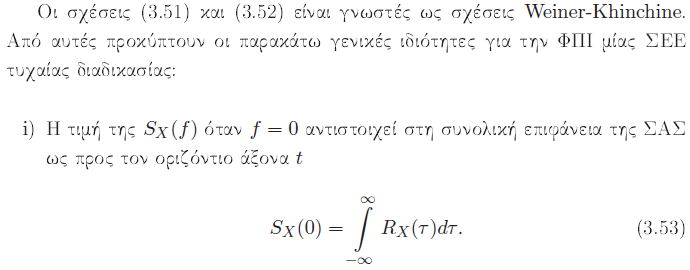 Οι σχέσεις (3.51) και (3.52) είναι γνωστές ως σχέσεις Weiner-Khinchine.
Από αυτές προκύπτουν οι παρακάτω γενικές ιδιότητες για την ΦΠΙ μίας ΣΕΕ
τυχαίας διαδικασίας:
i) Η τιμή της S_X(f) όταν f = 0 αντιστοιχεί στη συνολική επιφάνεια της ΣΑΣ
ως προς τον οριζόντιο άξονα t
S_X(0) = ∫_{-∞}^{∞} R_X(τ)dτ. (3.53)